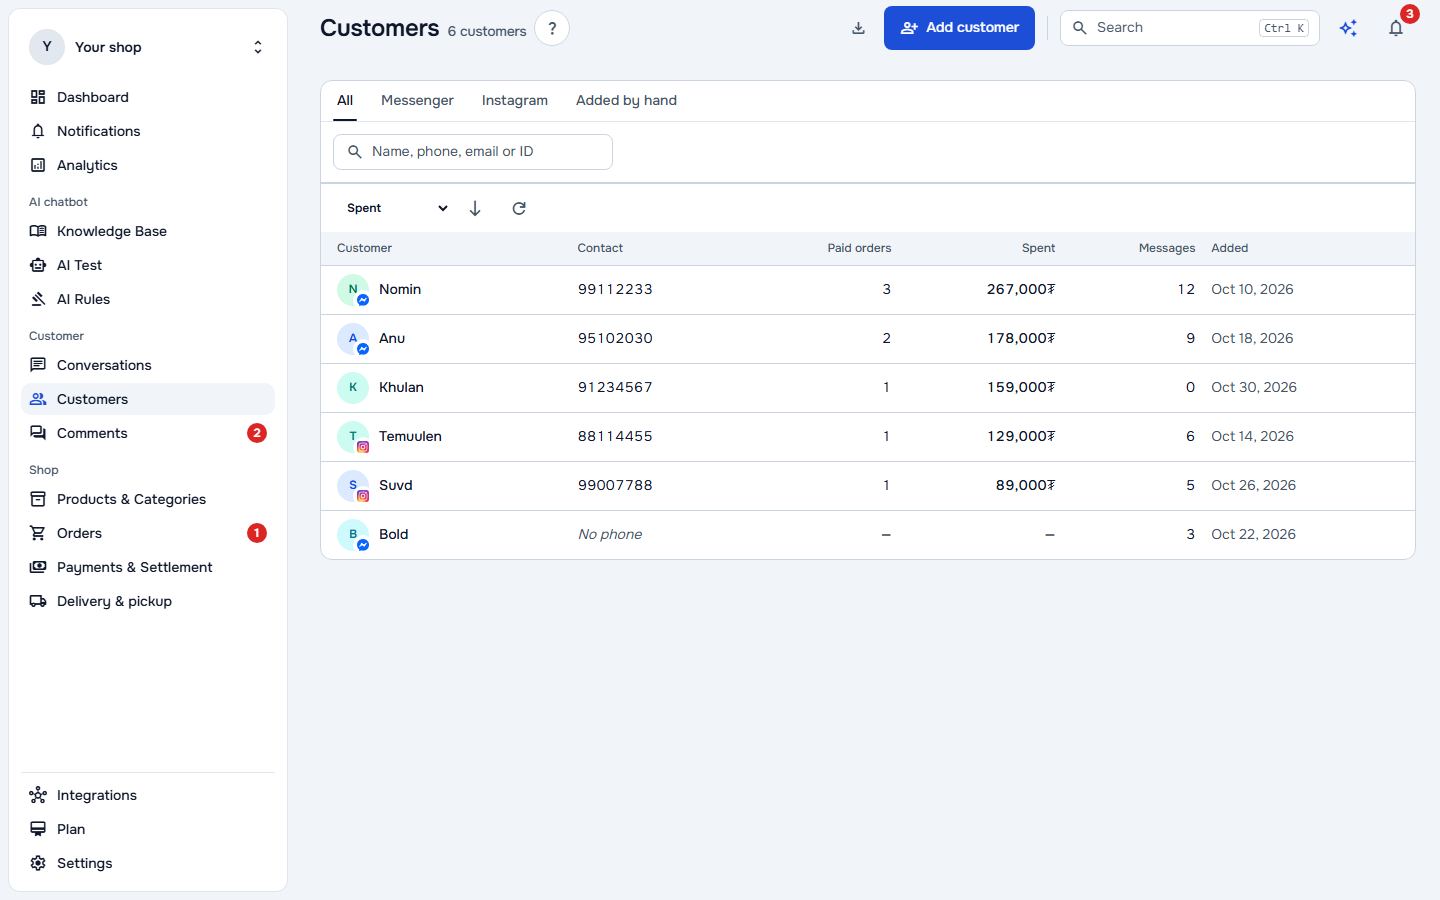 Y
Your shop
Dashboard
Notifications
Analytics
AI chatbot
Knowledge Base
AI Test
AI Rules
Customer
Conversations
Customers
Comments 2
Shop
Products & Categories
Orders 1
Payments & Settlement
Delivery & pickup
Integrations
Plan
Settings
Customers 6 customers ?
Add customer
Search Ctrl K
3
All Messenger Instagram Added by hand
Name, phone, email or ID
Spent
Customer Contact Paid orders Spent Messages Added
N Nomin 99112233 3 267,000₮ 12 Oct 10, 2026
A Anu 95102030 2 178,000₮ 9 Oct 18, 2026
K Khulan 91234567 1 159,000₮ 0 Oct 30, 2026
T Temuulen 88114455 1 129,000₮ 6 Oct 14, 2026
S Suvd 99007788 1 89,000₮ 5 Oct 26, 2026
B Bold No phone – – 3 Oct 22, 2026